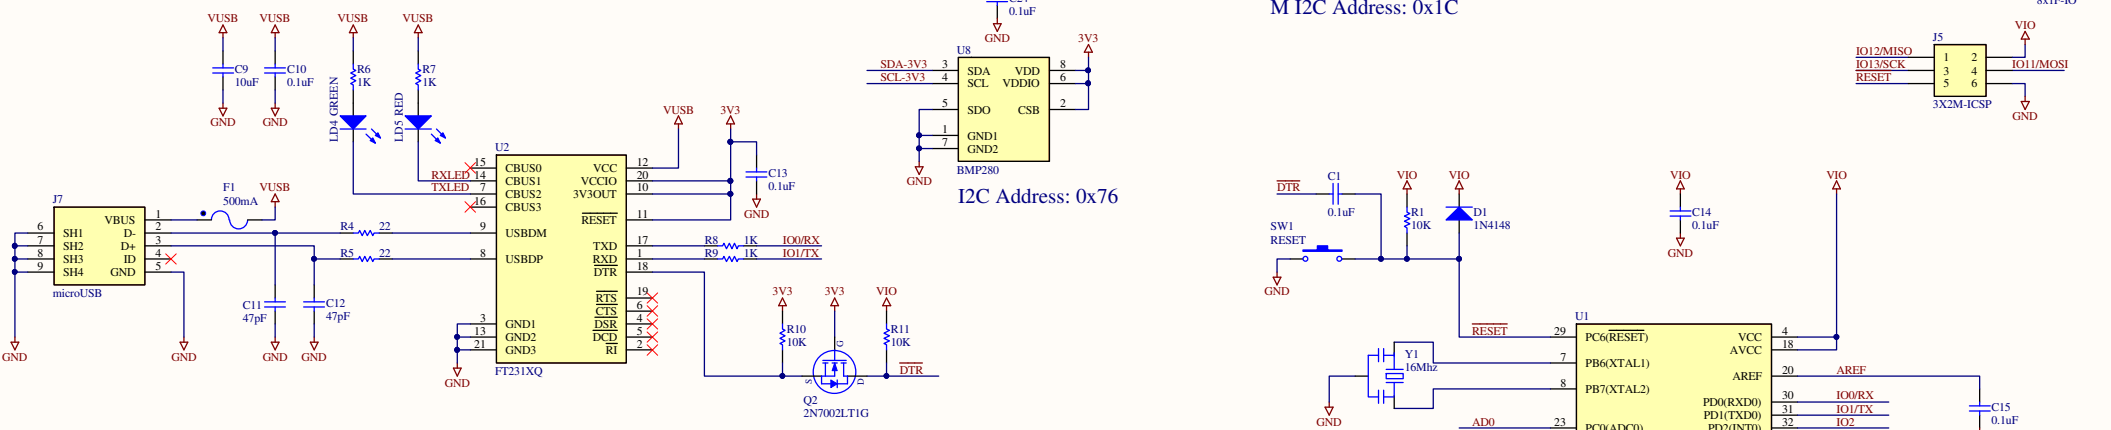 VUSB
VUSB
VUSB
VUSB
C9
10uF
C10
0.1uF
R6
1K
R7
1K
GND
GND
LD4 GREEN
LD5 RED
RXLED
TXLED
U2
15 CBUS0
14 CBUS1
7 CBUS2
16 CBUS3
9 USBDM
8 USBDP
3 GND1
13 GND2
21 GND3
VCC 12
VCCIO 20
3V3OUT 10
RESET 11
TXD 17
RXD 1
DTR 18
RTS 19
CTS 6
DSR 4
DCD 5
RI 2
FT231XQ
GND
VUSB
3V3
C13
0.1uF
GND
J7
6 SH1
7 SH2
8 SH3
9 SH4
VBUS 1
D- 2
D+ 3
ID 4
GND 5
microUSB
GND
GND
F1
500mA
VUSB
R4 22
R5 22
C11
47pF
C12
47pF
GND
GND
R8 1K IO0/RX
R9 1K IO1/TX
3V3
3V3
VIO
R10
10K
R11
10K
G
S
D
DTR
Q2
2N7002LT1G
0.1uF
GND
U8
3V3
SDA-3V3 3 SDA
SCL-3V3 4 SCL
5 SDO
1 GND1
7 GND2
VDD 8
VDDIO 6
CSB 2
BMP280
GND
I2C Address: 0x76
M I2C Address: 0x1C
VIO
J5
IO12/MISO 1 2
IO13/SCK 3 4 IO11/MOSI
RESET 5 6
3X2M-ICSP
GND
DTR
C1
0.1uF
VIO
VIO
R1
10K
D1
1N4148
SW1
RESET
GND
VIO
C14
0.1uF
GND
VIO
U1
RESET 29 PC6(RESET)
7 PB6(XTAL1)
8 PB7(XTAL2)
AD0 23 PC0(ADC0)
VCC 4
AVCC 18
AREF 20 AREF
PD0(RXD0) 30 IO0/RX
PD1(TXD0) 31 IO1/TX
PD2(INT0) 32 IO2
Y1
16Mhz
GND
C15
0.1uF